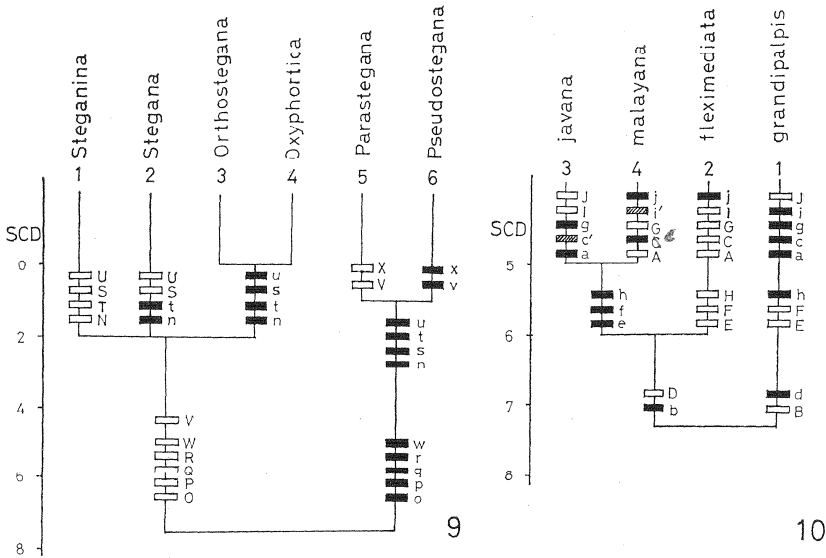 Steganina
Stegana
Orthostegana
Oxyphortica
Parastegana
Pseudostegana
1 2 3 4 5 6
SCD
0
2
4
6
8
U
S
T
N
U
S
t
n
u
s
t
n
X
V
x
v
u
t
s
n
V
W
R
Q
P
O
w
r
q
p
o
9
javana
malayana
fleximediata
grandipalpis
3 4 2 1
SCD
5
6
7
8
J
I
g
c'
a
j
i'
G
A
j
I
G
C
A
J
i
g
c
a
h
f
e
H
F
E
h
F
E
D
b
d
B
10